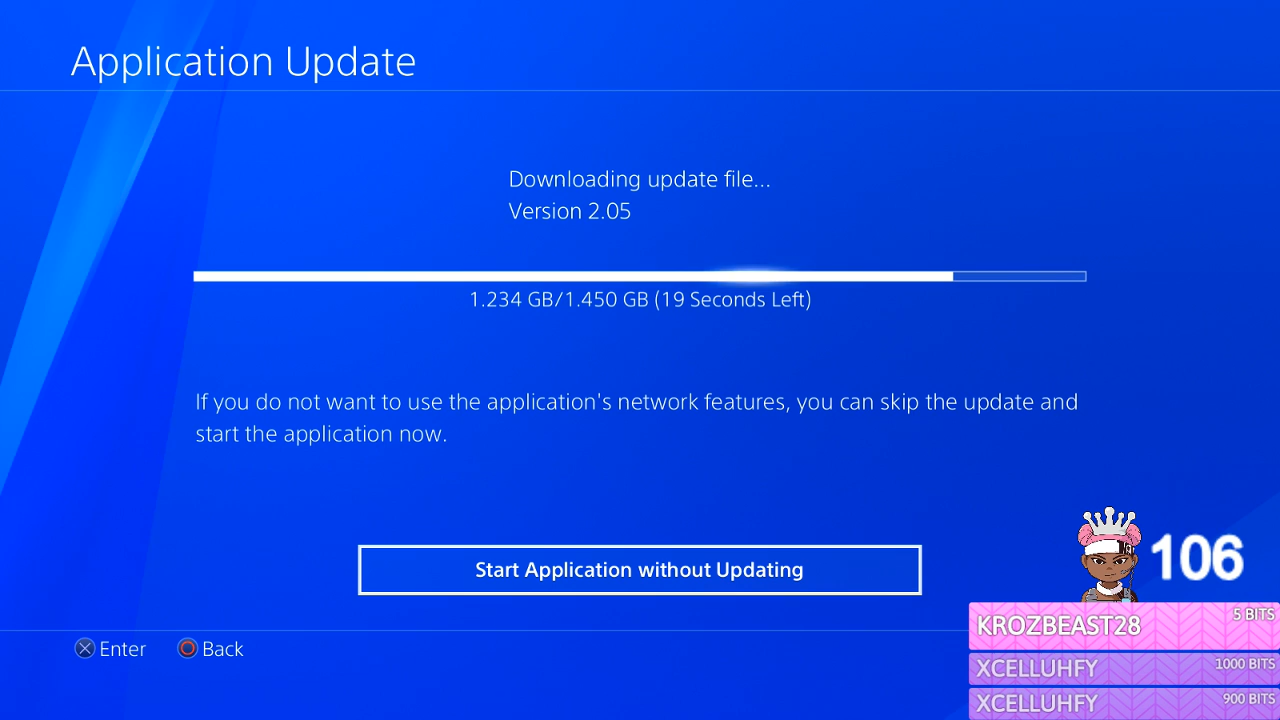 Application Update
Downloading update file...
Version 2.05
1.234 GB/1.450 GB (19 Seconds Left)
If you do not want to use the application's network features, you can skip the update and
start the application now.
Start Application without Updating
Enter
Back
106
KROZBEAST28 5 BITS
XCELLUHFY 1000 BITS
XCELLUHFY 900 BITS